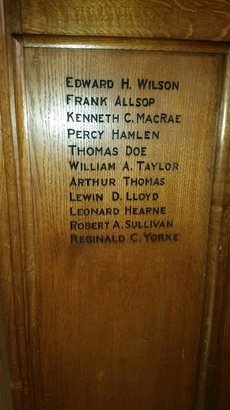 EDWARD H. WILSON
FRANK ALLSOP
KENNETH C. MACRAE
PERCY HAMLEN
THOMAS DOE
WILLIAM A. TAYLOR
ARTHUR THOMAS
LEWIN D. LLOYD
LEONARD HEARNE
ROBERT A. SULLIVAN
REGINALD C. YORKE